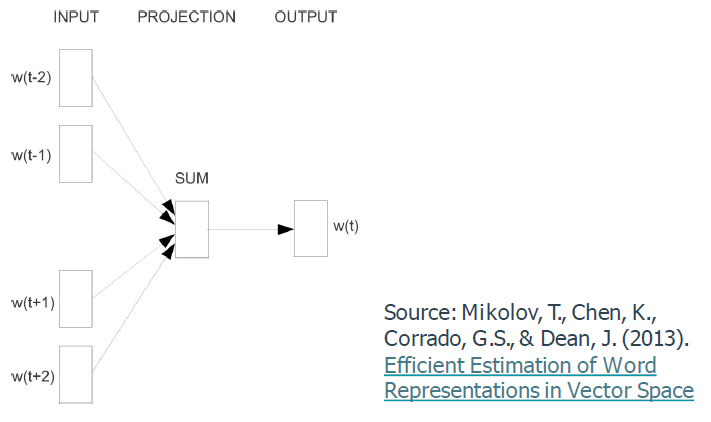 INPUT PROJECTION OUTPUT
w(t-2)
w(t-1)
SUM
w(t)
w(t+1)
w(t+2)
Source: Mikolov, T., Chen, K.,
Corrado, G.S., & Dean, J. (2013).
Efficient Estimation of Word
Representations in Vector Space